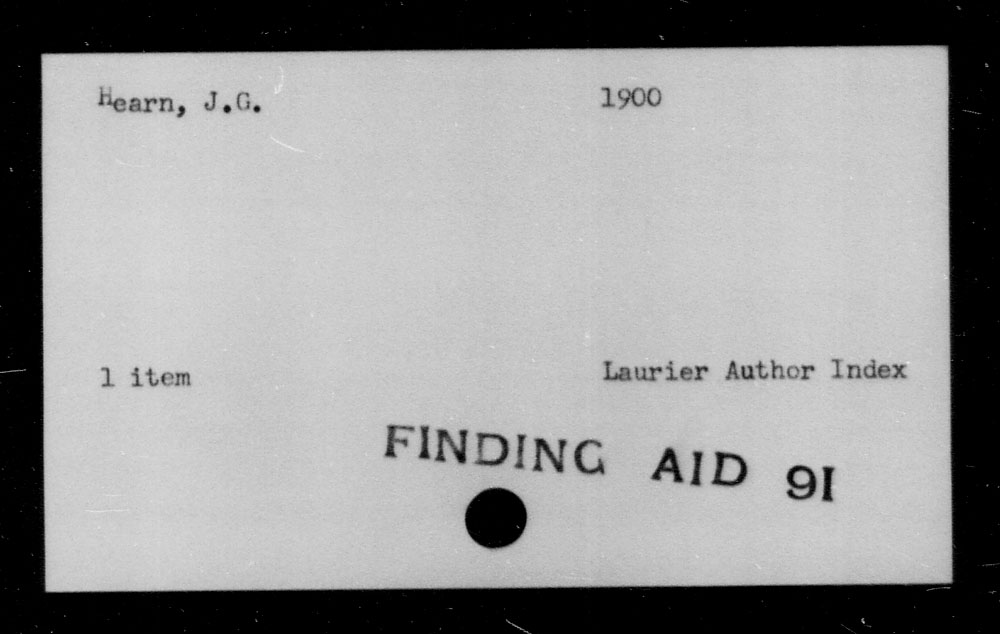 Hearn, J.G. 1900
1 item Laurier Author Index
FINDING AID 91